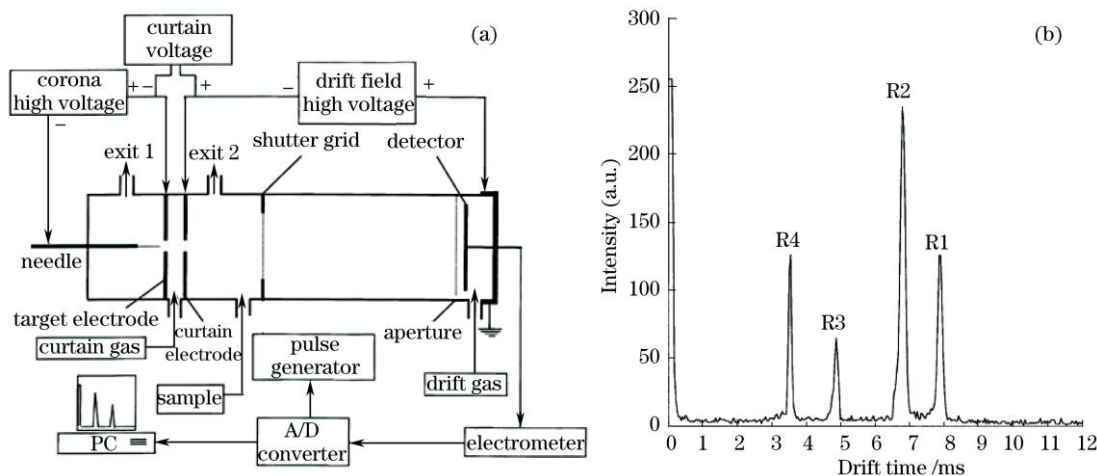 (a)
curtain
voltage
corona
high voltage
+
−
+
−
drift field
high voltage
+
−
exit 1
exit 2
shutter grid
detector
needle
target electrode
curtain
electrode
aperture
curtain gas
pulse
generator
drift gas
sample
PC
A/D
converter
electrometer
(b)
300
250
200
150
100
50
0
Intensity (a.u.)
R4
R3
R2
R1
0 1 2 3 4 5 6 7 8 9 10 11 12
Drift time /ms